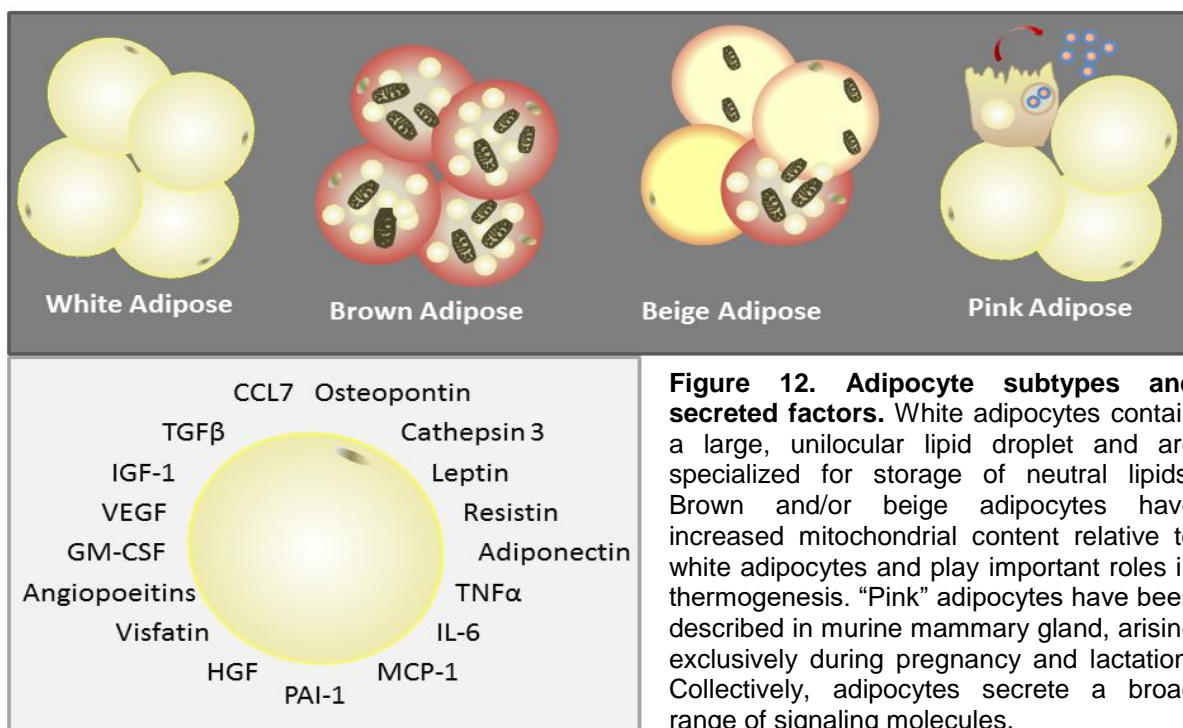 White Adipose
Brown Adipose
Beige Adipose
Pink Adipose
CCL7 Osteopontin
TGFβ Cathepsin 3
IGF-1 Leptin
VEGF Resistin
GM-CSF Adiponectin
Angiopoeitins TNFα
Visfatin IL-6
HGF MCP-1
PAI-1
Figure 12. Adipocyte subtypes and
secreted factors. White adipocytes contain
a large, unilocular lipid droplet and are
specialized for storage of neutral lipids
Brown and/or beige adipocytes have
increased mitochondrial content relative to
white adipocytes and play important roles in
thermogenesis. “Pink” adipocytes have been
described in murine mammary gland, arising
exclusively during pregnancy and lactation
Collectively, adipocytes secrete a broad
range of signaling molecules.